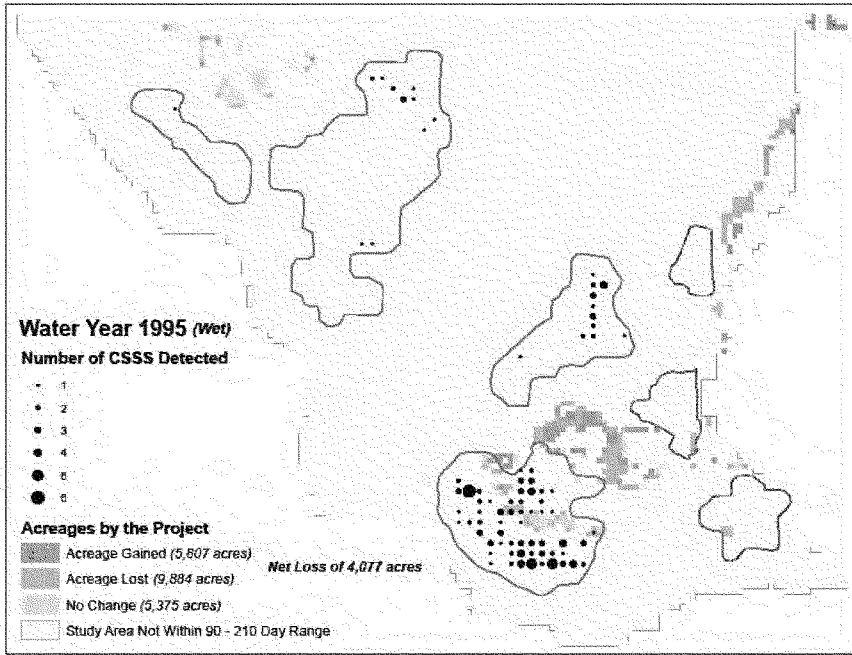 Water Year 1995 (Wet)
Number of CSSS Detected
1
2
3
4
5
6
Acreages by the Project
Acreage Gained (5,807 acres)
Acreage Lost (9,884 acres)
Net Loss of 4,077 acres
No Change (5,375 acres)
Study Area Not Within 90 - 210 Day Range